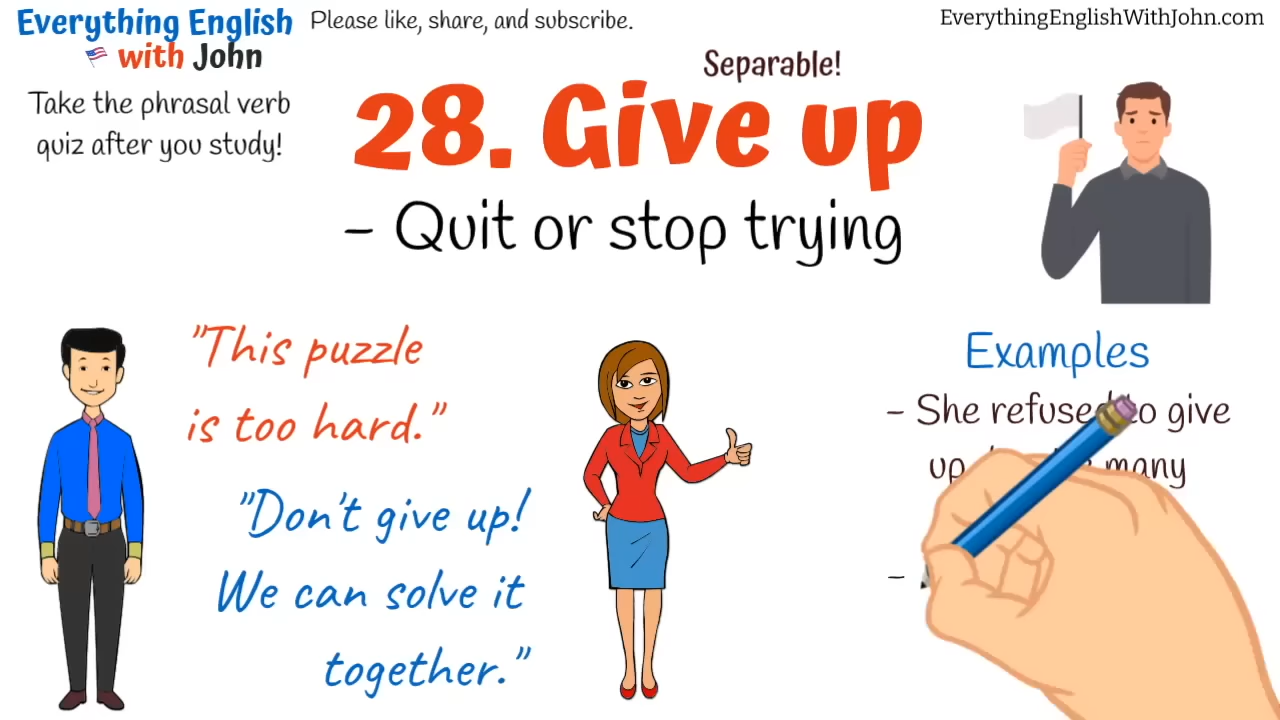 Everything English
with John
Please like, share, and subscribe.
EverythingEnglishWithJohn.com
Take the phrasal verb
quiz after you study!
Separable!
28. Give up
- Quit or stop trying
"This puzzle
is too hard."
"Don't give up!
We can solve it
together."
Examples
- She refused to give
up many
-